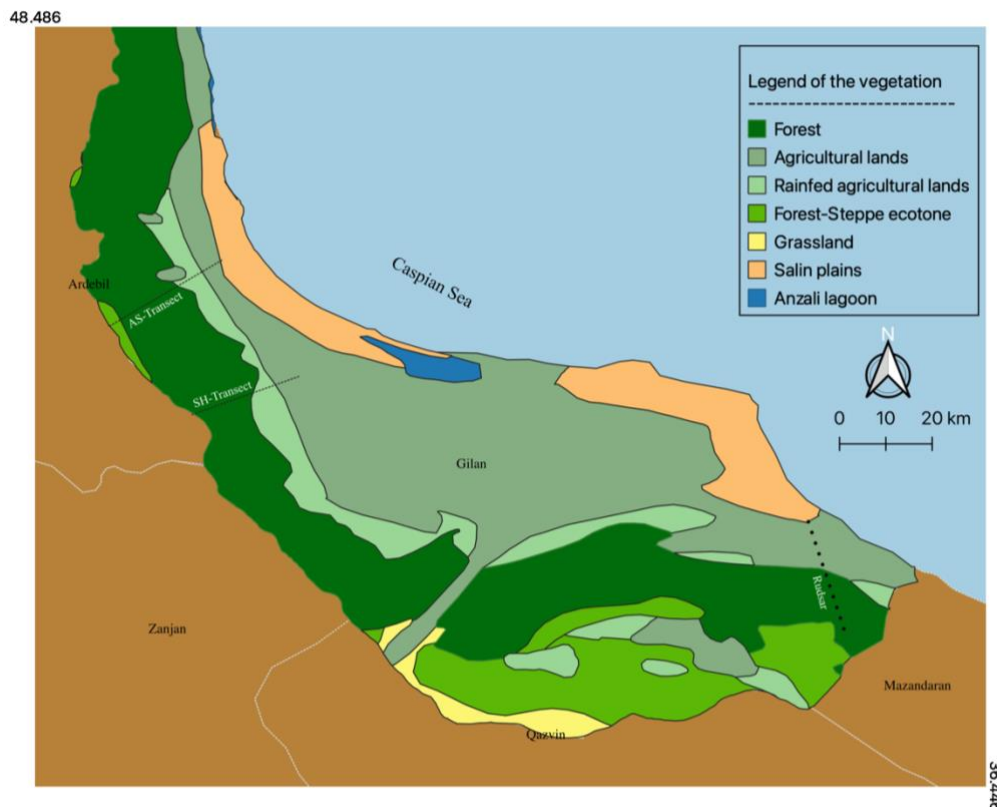 48.486
Legend of the vegetation
Forest
Agricultural lands
Rainfed agricultural lands
Forest-Steppe ecotone
Grassland
Salin plains
Anzali lagoon
Caspian Sea
Ardebil
AS-Transect
N
0 10 20 km
SH-Transect
Gilan
Rudsar
Zanjan
Mazandaran
Qazvin